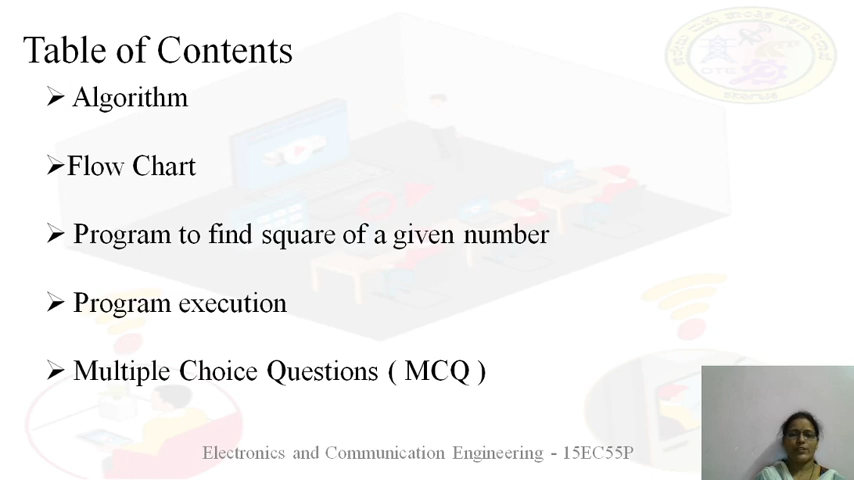 Table of Contents
➢ Algorithm
➢Flow Chart
➢ Program to find square of a given number
➢ Program execution
➢ Multiple Choice Questions ( MCQ )
DTE
Electronics and Communication Engineering - 15EC55P